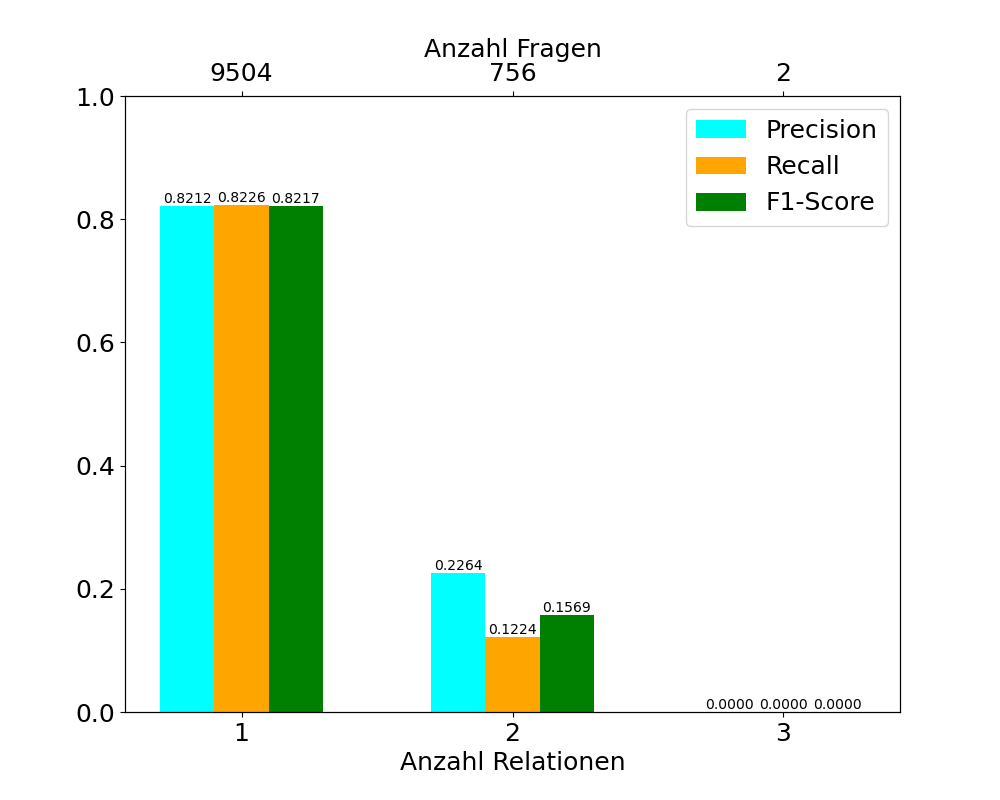 Anzahl Fragen
9504 756 2
1.0
Precision
Recall
F1-Score
0.8212 0.8226 0.8217
0.8
0.6
0.4
0.2264
0.2
0.1569
0.1224
0.0000 0.0000 0.0000
0.0
1 2 3
Anzahl Relationen